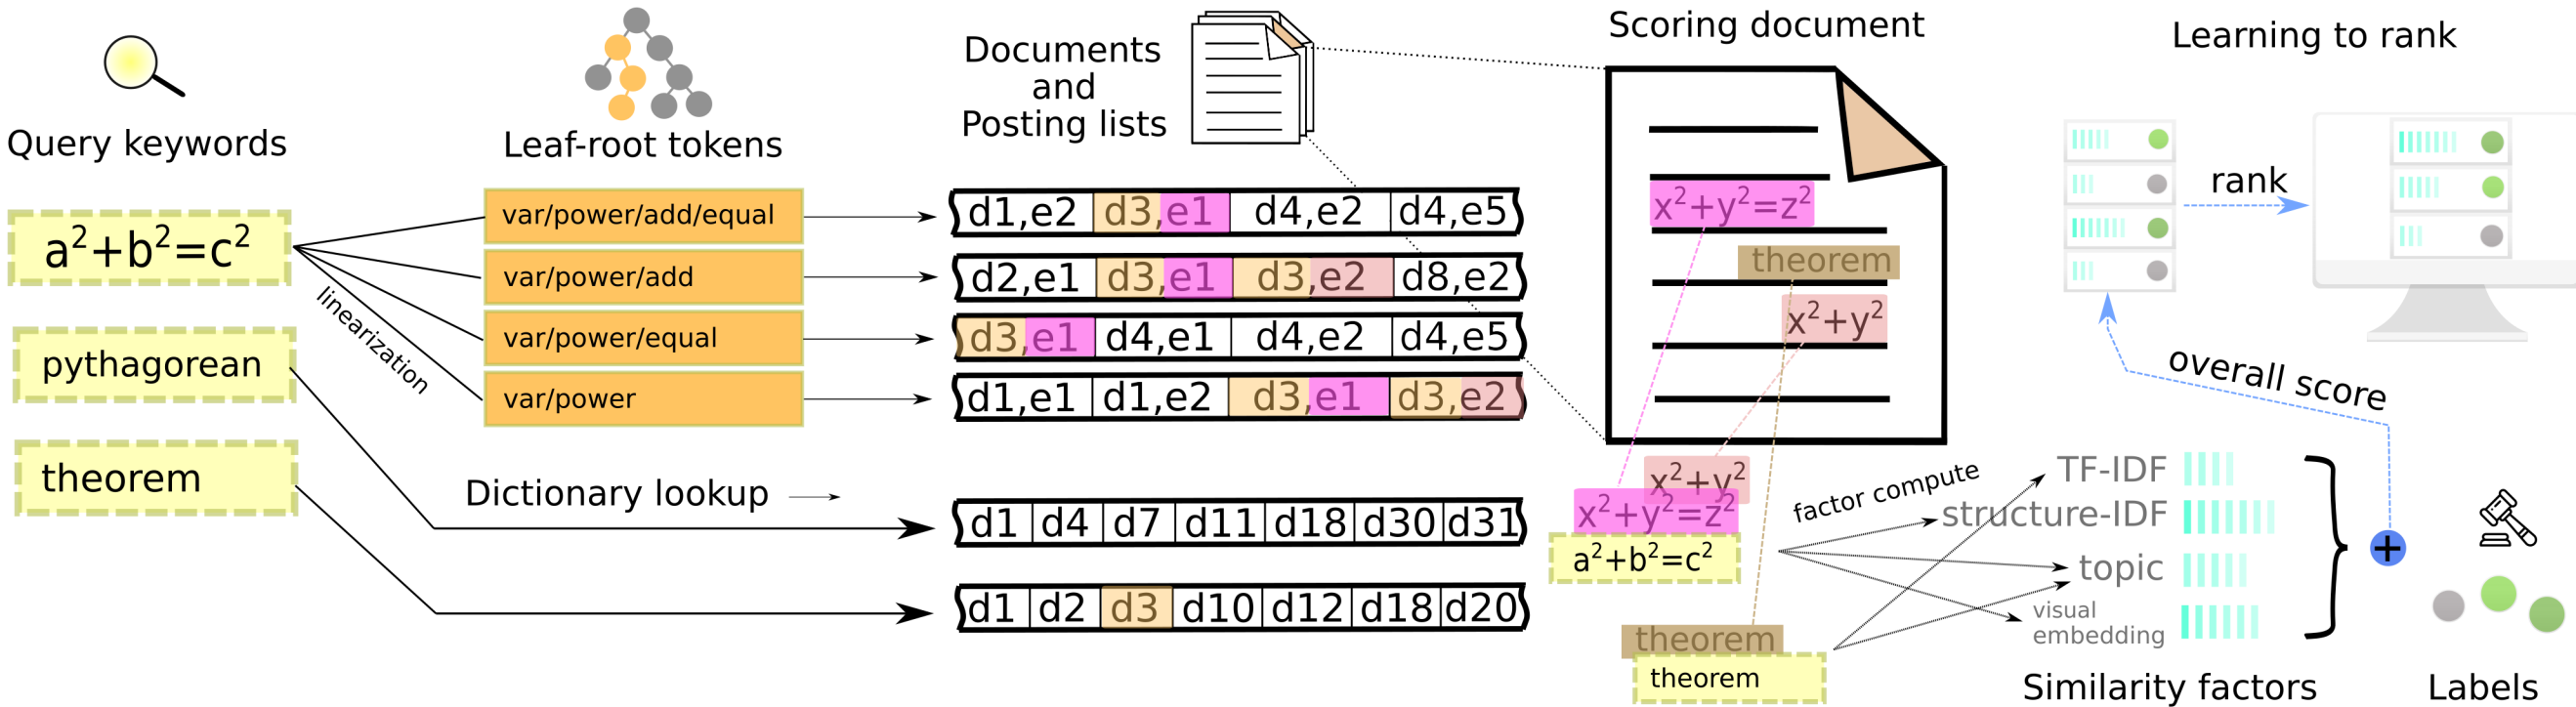 Query keywords
a²+b²=c²
pythagorean
theorem
linearization
Leaf-root tokens
var/power/add/equal
var/power/add
var/power/equal
var/power
Dictionary lookup
Documents
and
Posting lists
d1,e2 d3,e1 d4,e2 d4,e5
d2,e1 d3,e1 d3,e2 d8,e2
d3,e1 d4,e1 d4,e2 d4,e5
d1,e1 d1,e2 d3,e1 d3,e2
d1 d4 d7 d11 d18 d30 d31
d1 d2 d3 d10 d12 d18 d20
Scoring document
x²+y²=z²
theorem
x²+y²
x²+y²
x²+y²=z²
a²+b²=c²
theorem
theorem
factor compute
TF-IDF
structure-IDF
topic
visual
embedding
Similarity factors
+
overall score
Learning to rank
rank
Labels